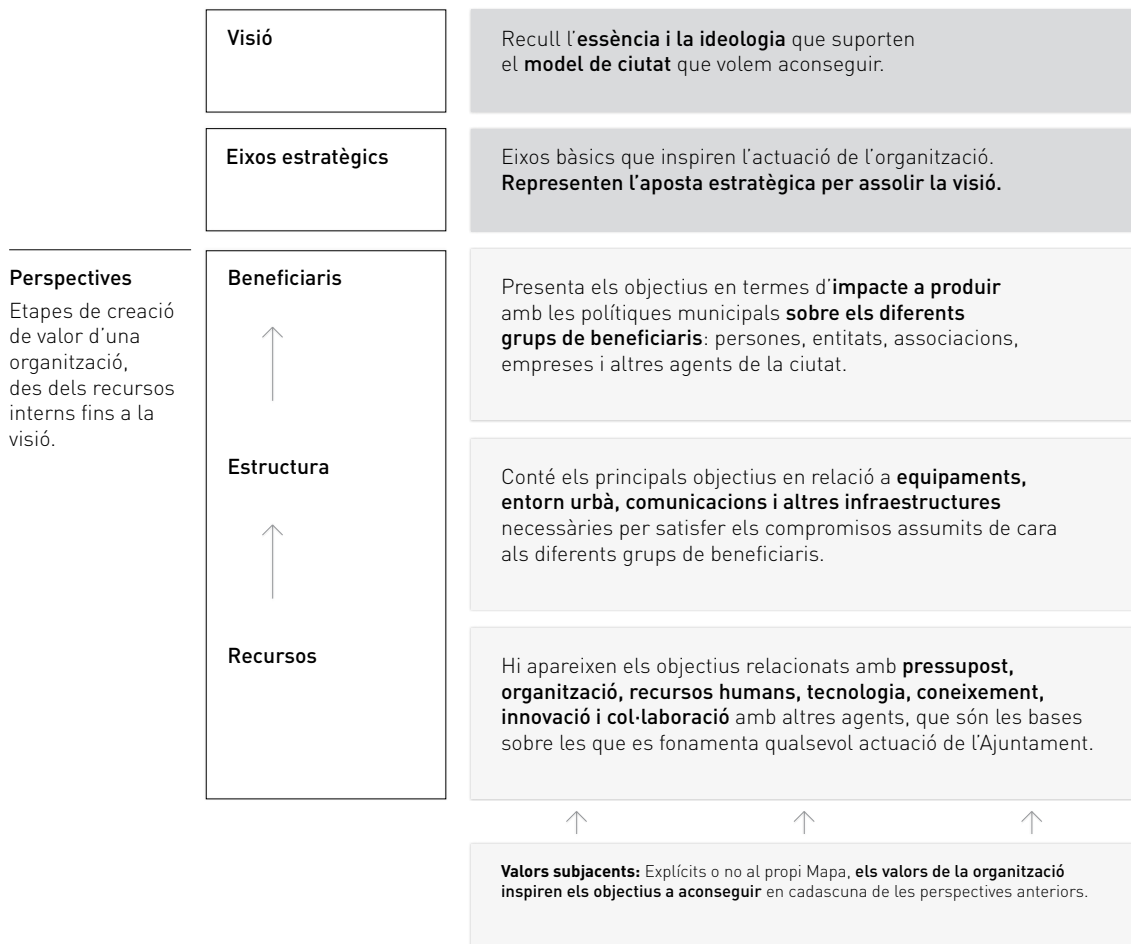 Visió
Recull l’essència i la ideologia que suporten
el model de ciutat que volem aconseguir.
Eixos estratègics
Eixos bàsics que inspiren l’actuació de l’organització.
Representen l’aposta estratègica per assolir la visió.
Perspectives
Etapes de creació
de valor d’una
organització,
des dels recursos
interns fins a la
visió.
Beneficiaris
Presenta els objectius en termes d’impacte a produir
amb les polítiques municipals sobre els diferents
grups de beneficiaris: persones, entitats, associacions,
empreses i altres agents de la ciutat.
Estructura
Conté els principals objectius en relació a equipaments,
entorn urbà, comunicacions i altres infraestructures
necessàries per satisfer els compromisos assumits de cara
als diferents grups de beneficiaris.
Recursos
Hi apareixen els objectius relacionats amb pressupost,
organització, recursos humans, tecnologia, coneixement,
innovació i col·laboració amb altres agents, que són les bases
sobre les que es fonamenta qualsevol actuació de l’Ajuntament.
Valors subjacents: Explícits o no al propi Mapa, els valors de la organització
inspiren els objectius a aconseguir en cadascuna de les perspectives anteriors.